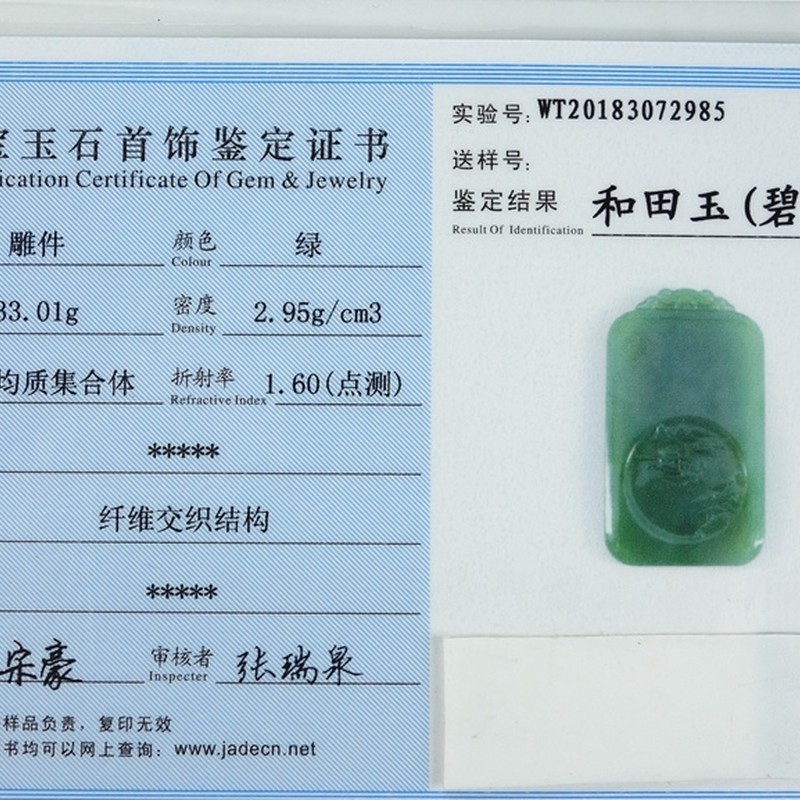 玉石首饰鉴定证书
ication Certificate Of Gem & Jewelry
雕件 颜色 Colour 绿
33.01g 密度 Density 2.95g/cm3
均质集合体 折射率 Refractive Index 1.60(点测)
*****
纤维交织结构
*****
宋豪 审核者 Inspecter 张瑞泉
样品负责，复印无效
书均可以网上查询：www.jadecn.net
实验号：WT20183072985
送样号：
鉴定结果 和田玉(碧
Result Of Identification